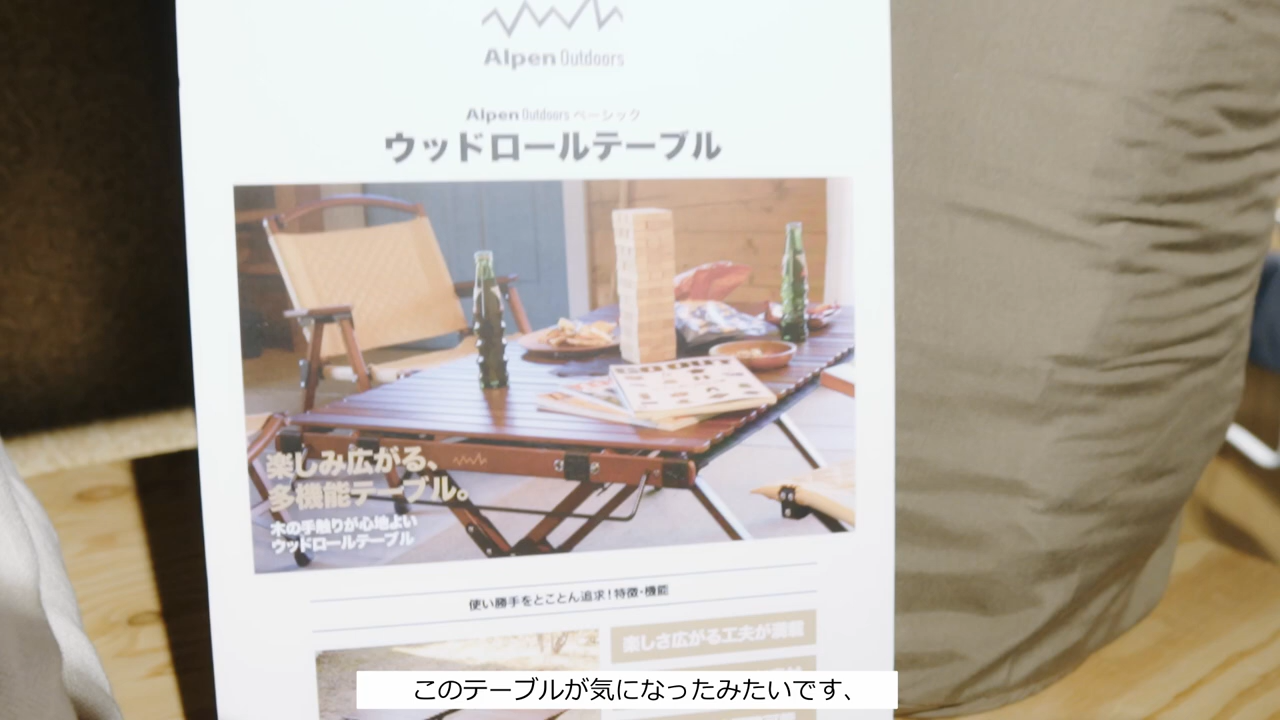 Alpen Outdoors
Alpen Outdoors ベーシック
ウッドロールテーブル
楽しみ広がる、
多機能テーブル。
木の手触りが心地よい
ウッドロールテーブル
使い勝手をとことん追求!特徴・機能
楽しさ広がる工夫が満載
このテーブルが気になったみたいです、